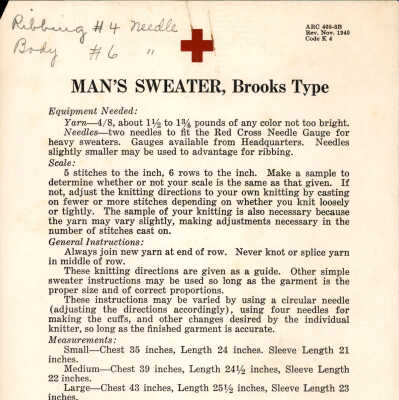 Ribbing #4 Needle
Body #6 "
ARC 400-8B
Rev. Nov. 1940
Code K 4
MAN'S SWEATER, Brooks Type
Equipment Needed:
Yarn—4/8, about 1½ to 1¾ pounds of any color not too bright.
Needles—two needles to fit the Red Cross Needle Gauge for
heavy sweaters. Gauges available from Headquarters. Needles
slightly smaller may be used to advantage for ribbing.
Scale:
5 stitches to the inch, 6 rows to the inch. Make a sample to
determine whether or not your scale is the same as that given. If
not, adjust the knitting directions to your own knitting by casting
on fewer or more stitches depending on whether you knit loosely
or tightly. The sample of your knitting is also necessary because
the yarn may vary slightly, making adjustments necessary in the
number of stitches cast on.
General Instructions:
Always join new yarn at end of row. Never knot or splice yarn
in middle of row.
These knitting directions are given as a guide. Other simple
sweater instructions may be used so long as the garment is the
proper size and of correct proportions.
These instructions may be varied by using a circular needle
(adjusting the directions accordingly), using four needles for
making the cuffs, and other changes desired by the individual
knitter, so long as the finished garment is accurate.
Measurements:
Small—Chest 35 inches, Length 24 inches, Sleeve Length 21
inches.
Medium—Chest 39 inches, Length 24½ inches, Sleeve Length
22 inches.
Large—Chest 43 inches, Length 25½ inches, Sleeve Length 23
inches.